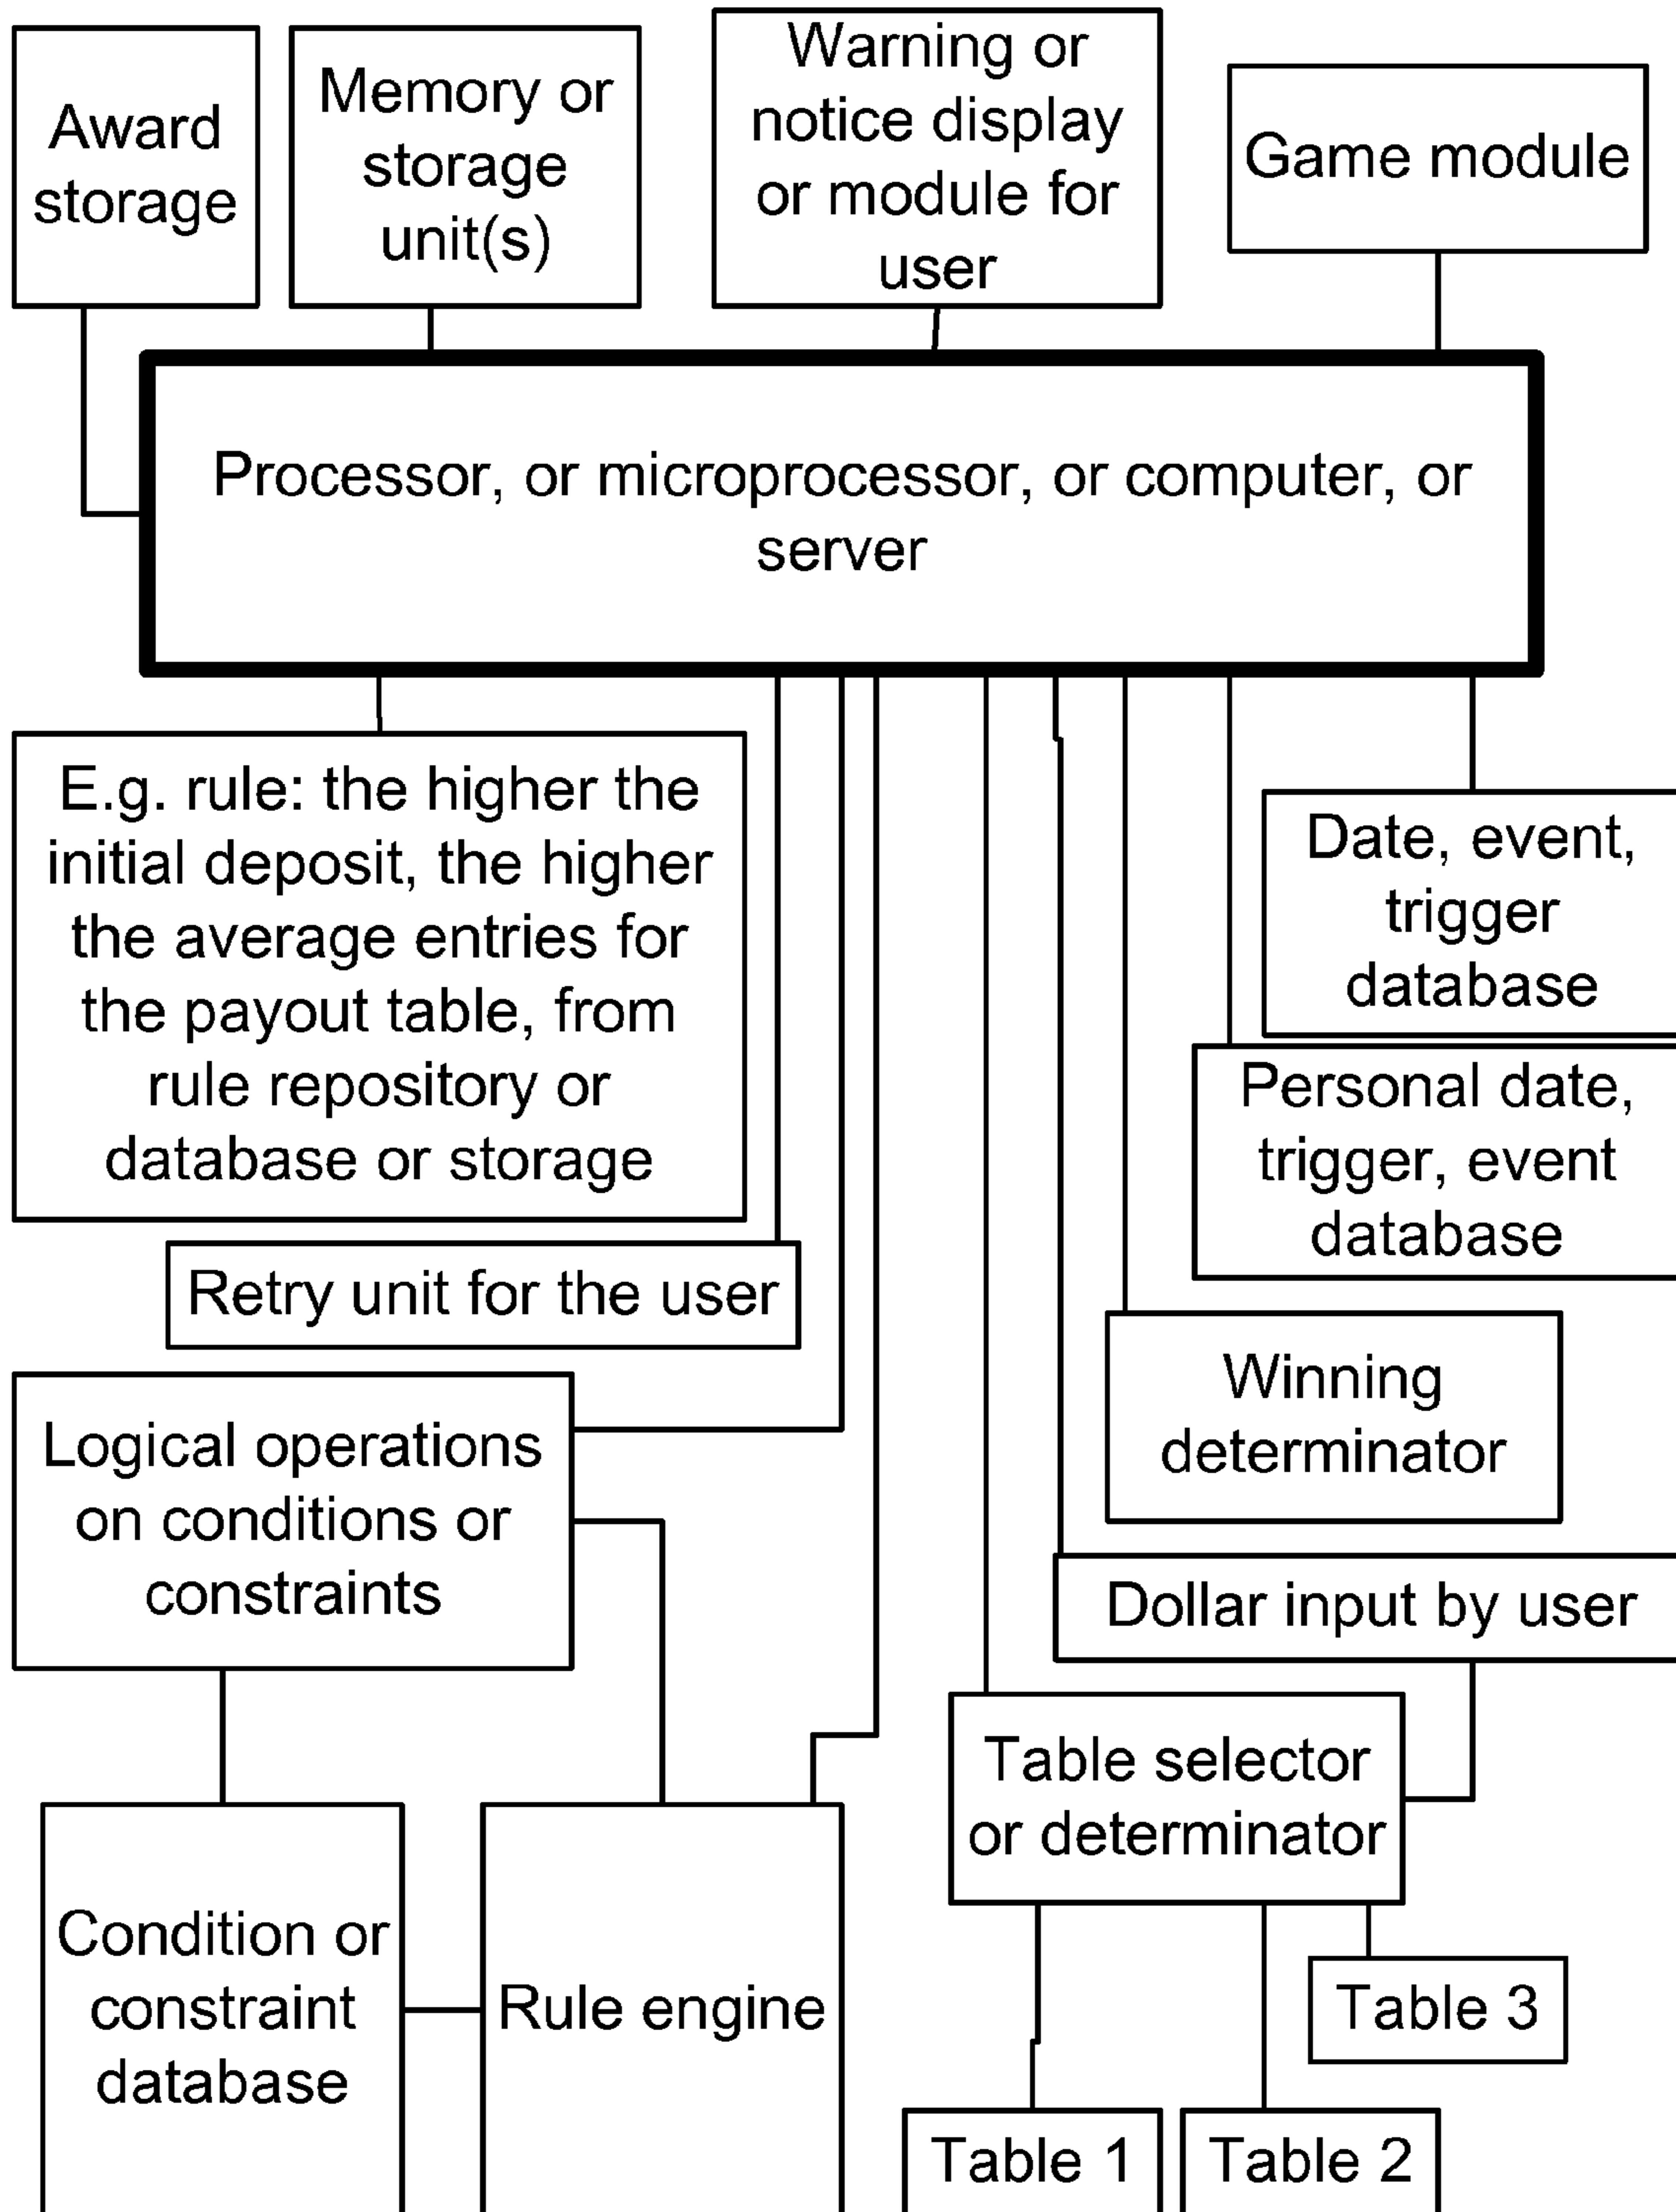 Award
storage
Memory or
storage
unit(s)
Warning or
notice display
or module for
user
Game module
Processor, or microprocessor, or computer, or
server
E.g. rule: the higher the
initial deposit, the higher
the average entries for
the payout table, from
rule repository or
database or storage
Date, event,
trigger
database
Personal date,
trigger, event
database
Retry unit for the user
Winning
determinator
Logical operations
on conditions or
constraints
Dollar input by user
Table selector
or determinator
Condition or
constraint
database
Rule engine
Table 3
Table 1
Table 2